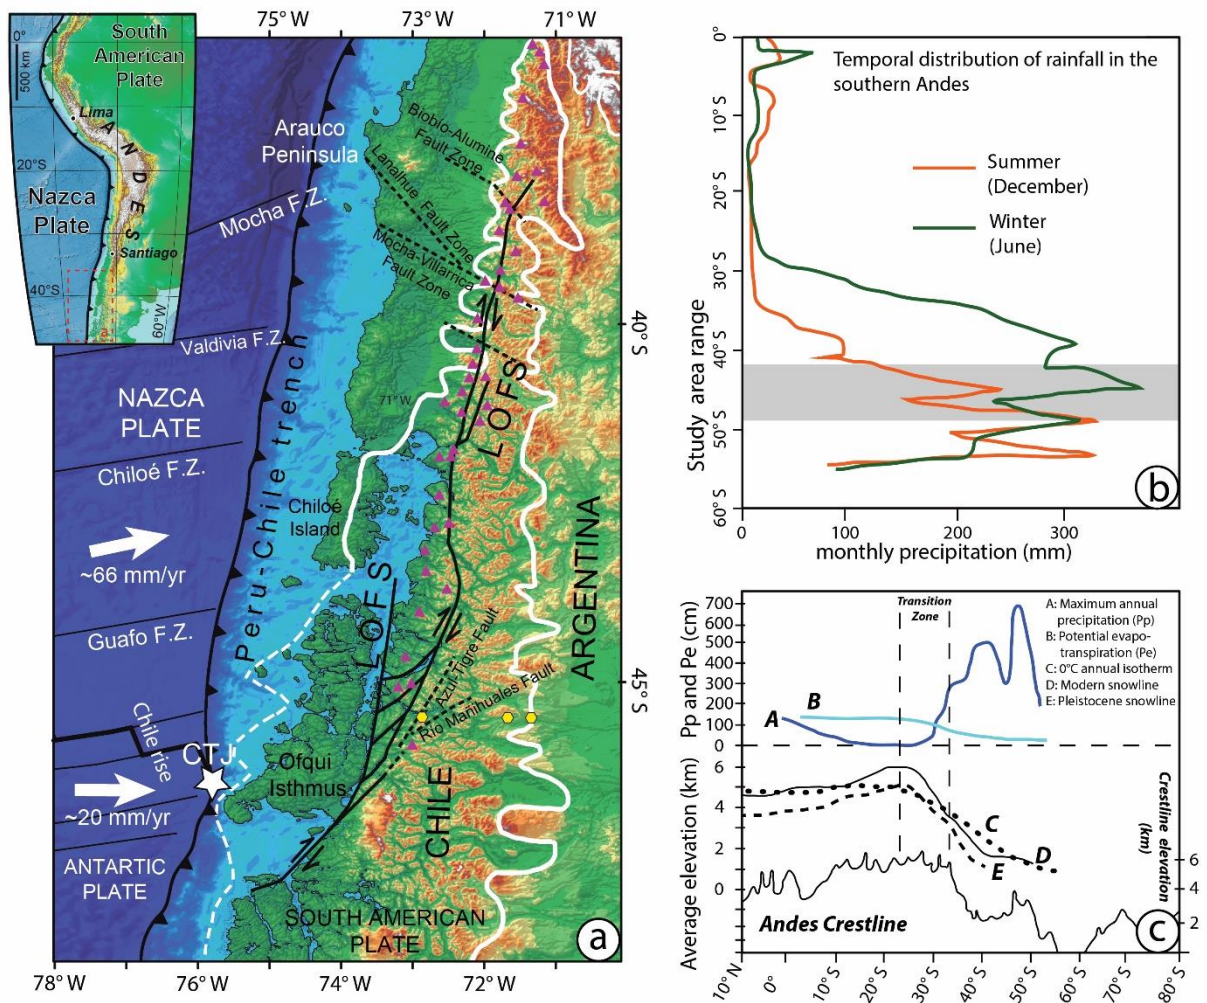 75°W
73°W
71°W
0°
500 km
South
American
Plate
Lima
ANDES
20°S
Nazca
Plate
Santiago
40°S
60°W
a
Arauco
Peninsula
Biobío-Alumine
Fault Zone
Lanalhue Fault Zone
Mocha-Villarrica
Fault Zone
Mocha F.Z.
Valdivia F.Z.
40°S
NAZCA
PLATE
Peru-Chile trench
71°W
LOFS
Chiloé F.Z.
Chiloé
Island
~66 mm/yr
LOFS
ARGENTINA
Guafo F.Z.
Azul-Tigre Fault
45°S
Río Mañihuales Fault
Chile rise
CTJ
Ofqui
Isthmus
CHILE
~20 mm/yr
ANTARTIC
PLATE
SOUTH AMERICAN
PLATE
a
78°W
76°W
74°W
72°W
Temporal distribution of rainfall in the
southern Andes
Summer
(December)
Winter
(June)
0°
10°S
20°S
30°S
40°S
50°S
60°S
Study area range
b
0
100
200
300
monthly precipitation (mm)
Transition
Zone
A: Maximum annual
precipitation (Pp)
B: Potential evapo-
transpiration (Pe)
C: 0°C annual isotherm
D: Modern snowline
E: Pleistocene snowline
Pp and Pe (cm)
700
600
500
400
300
200
100
0
A
B
Average elevation (km)
6
4
2
0
C
D
E
Crestline elevation
(km)
6
4
2
Andes Crestline
c
10°N
0°
10°S
20°S
30°S
40°S
50°S
60°S
70°S
80°S